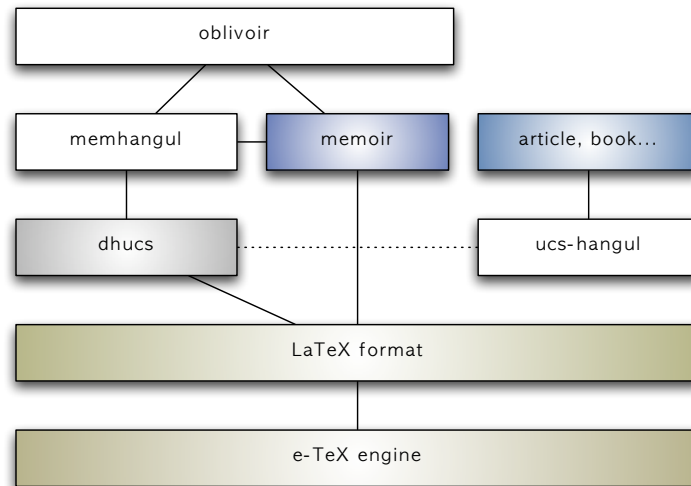 oblivoir
memhangul
memoir
article, book...
dhucs
ucs-hangul
LaTeX format
e-TeX engine